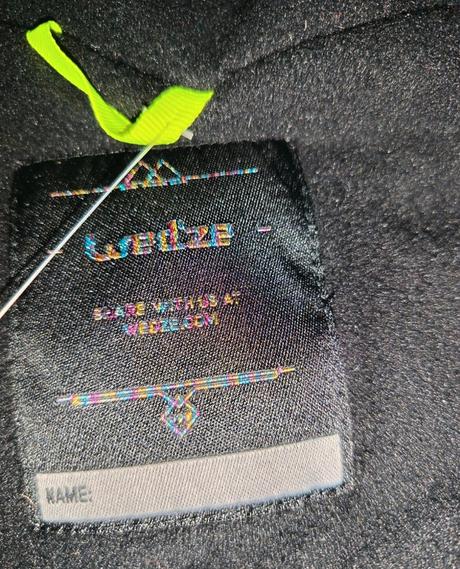 - wedze -
SHARE WITH US AT
WEDZE.COM
NAME: